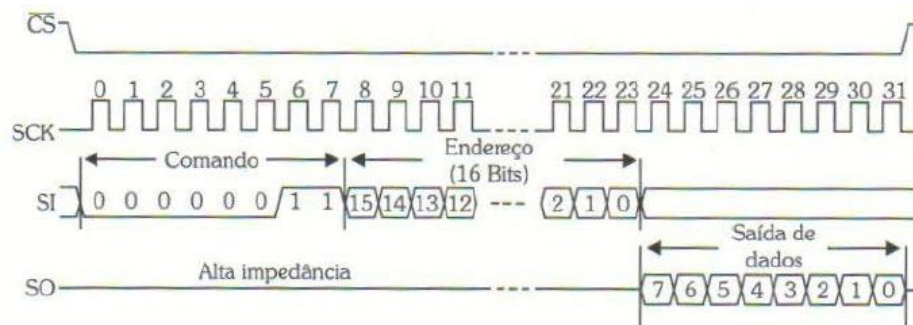 CS
0 1 2 3 4 5 6 7 8 9 10 11 21 22 23 24 25 26 27 28 29 30 31
SCK
Comando
Endereço
(16 Bits)
SI 0 0 0 0 0 0 1 1 15 14 13 12 2 1 0
Saída de
dados
Alta impedância
SO 7 6 5 4 3 2 1 0